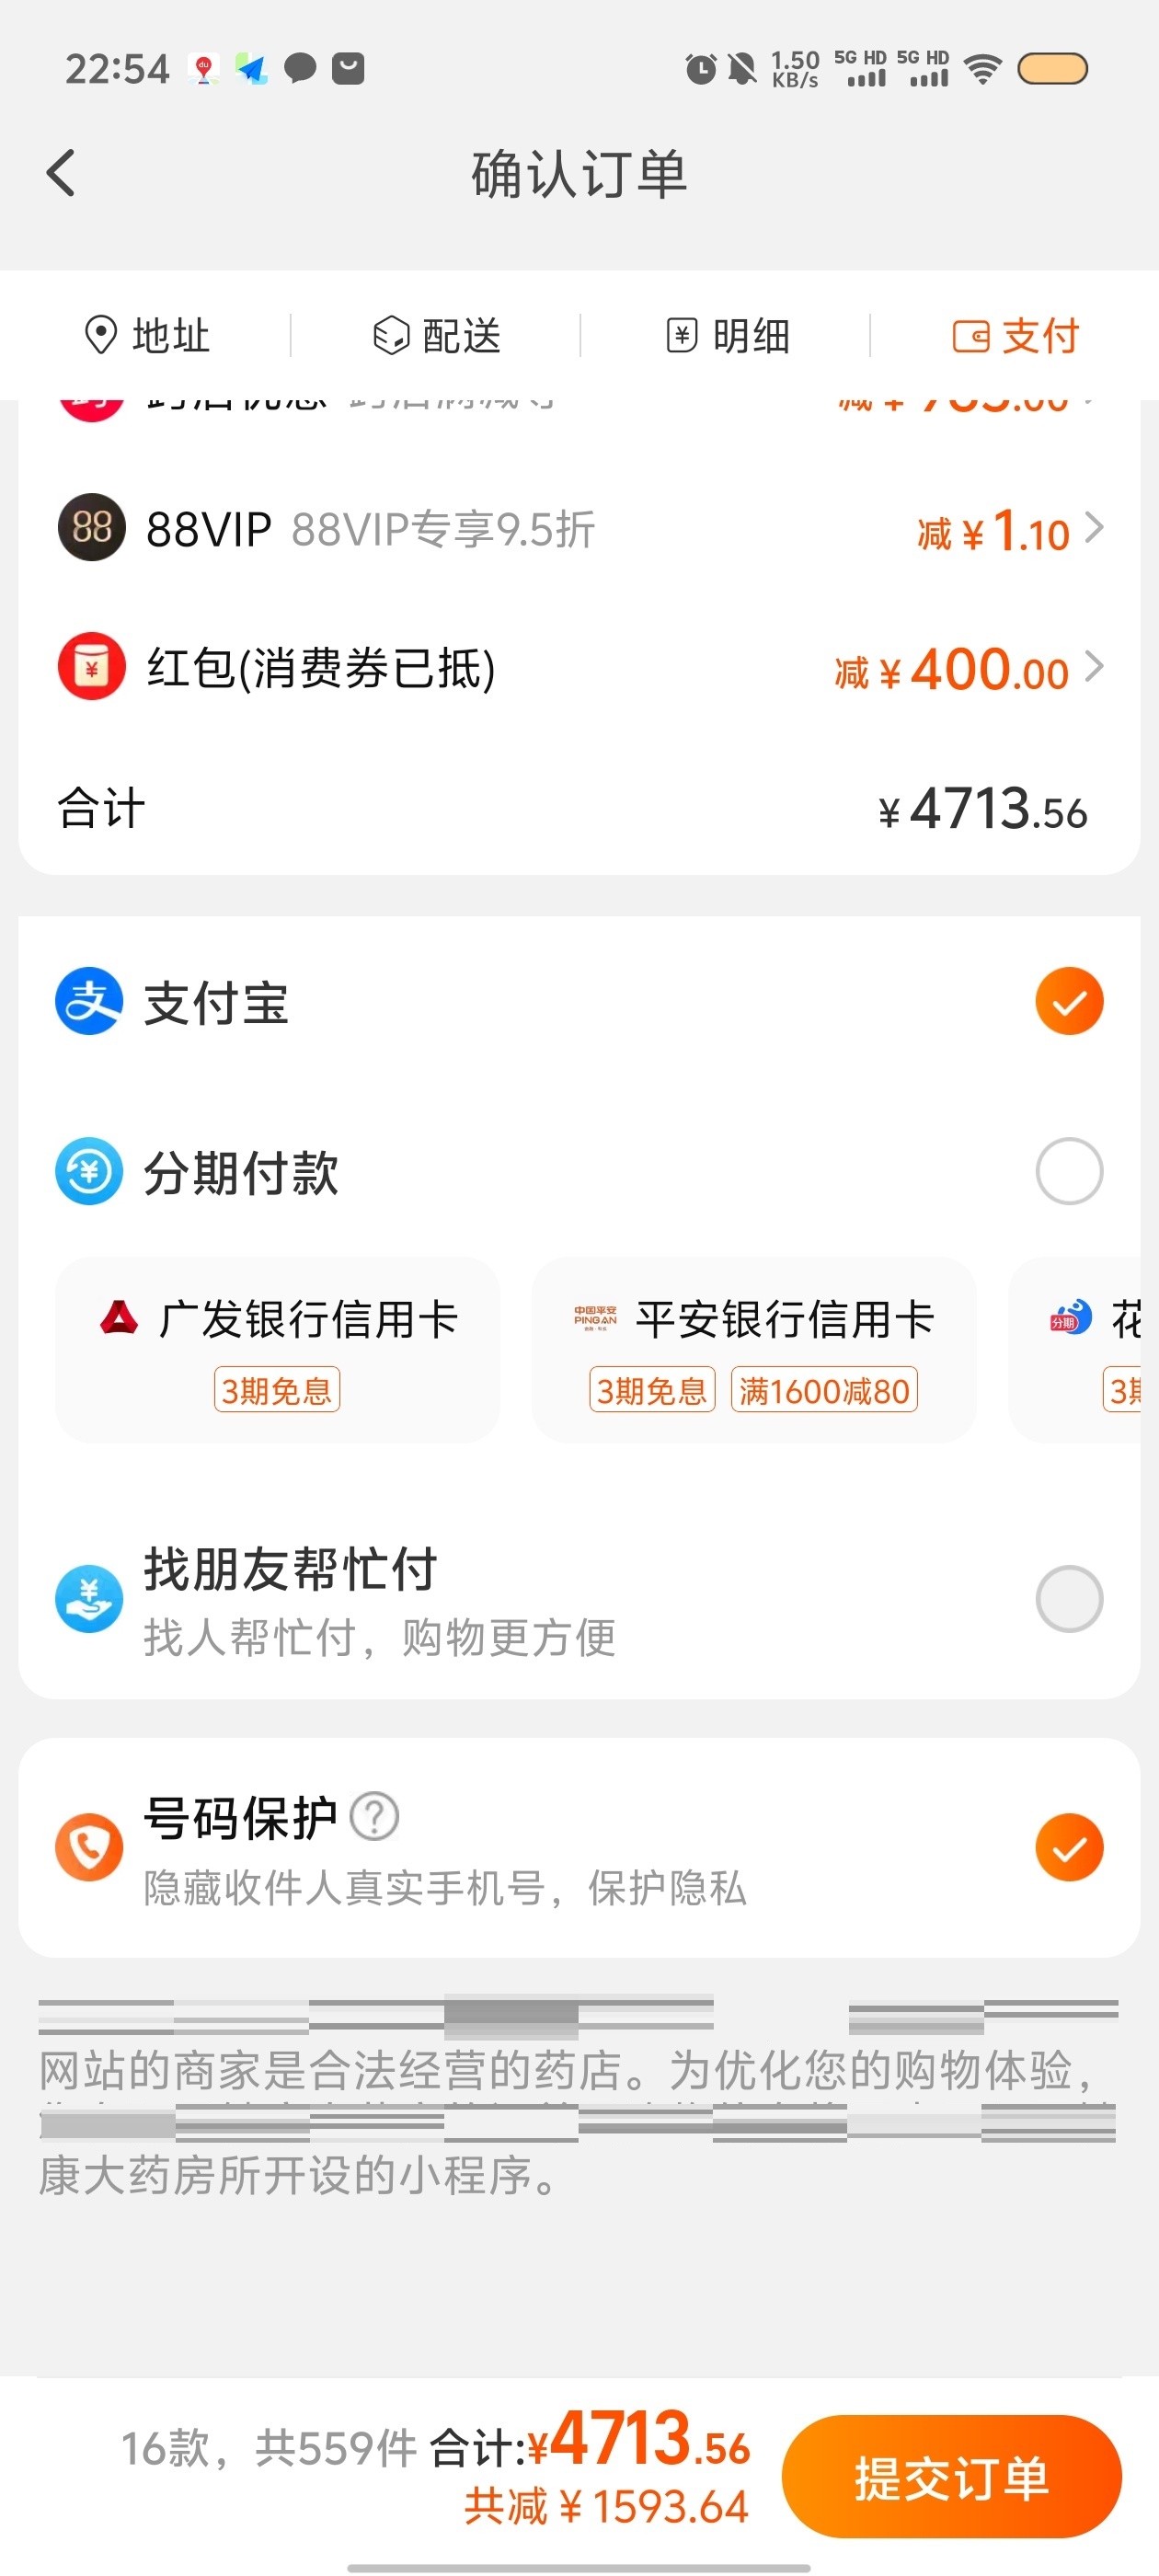 22:54
1.50 KB/s 5G HD 5G HD
确认订单
地址 配送 明细 支付
88 88VIP 88VIP专享9.5折 减￥1.10
红包(消费券已抵) 减￥400.00
合计 ￥4713.56
支付宝
分期付款
广发银行信用卡 中国平安 PING AN 平安银行信用卡 分期
3期免息 3期免息 满1600减80
找朋友帮忙付
找人帮忙付，购物更方便
号码保护
隐藏收件人真实手机号，保护隐私
网站的商家是合法经营的药店。为优化您的购物体验，
康大药房所开设的小程序。
16款，共559件 合计:¥4713.56
共减￥1593.64
提交订单